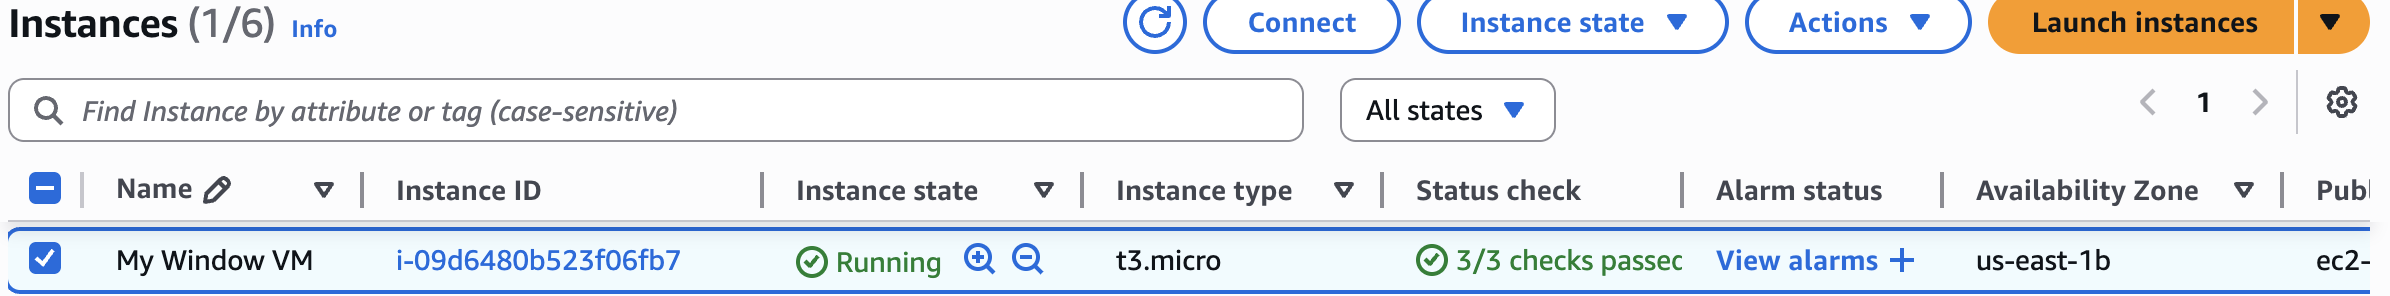 Instances (1/6) Info Connect Instance state Actions Launch instances
Find Instance by attribute or tag (case-sensitive) All states 1
Name Instance ID Instance state Instance type Status check Alarm status Availability Zone Publ
My Window VM i-09d6480b523f06fb7 Running t3.micro 3/3 checks passec View alarms + us-east-1b ec2-